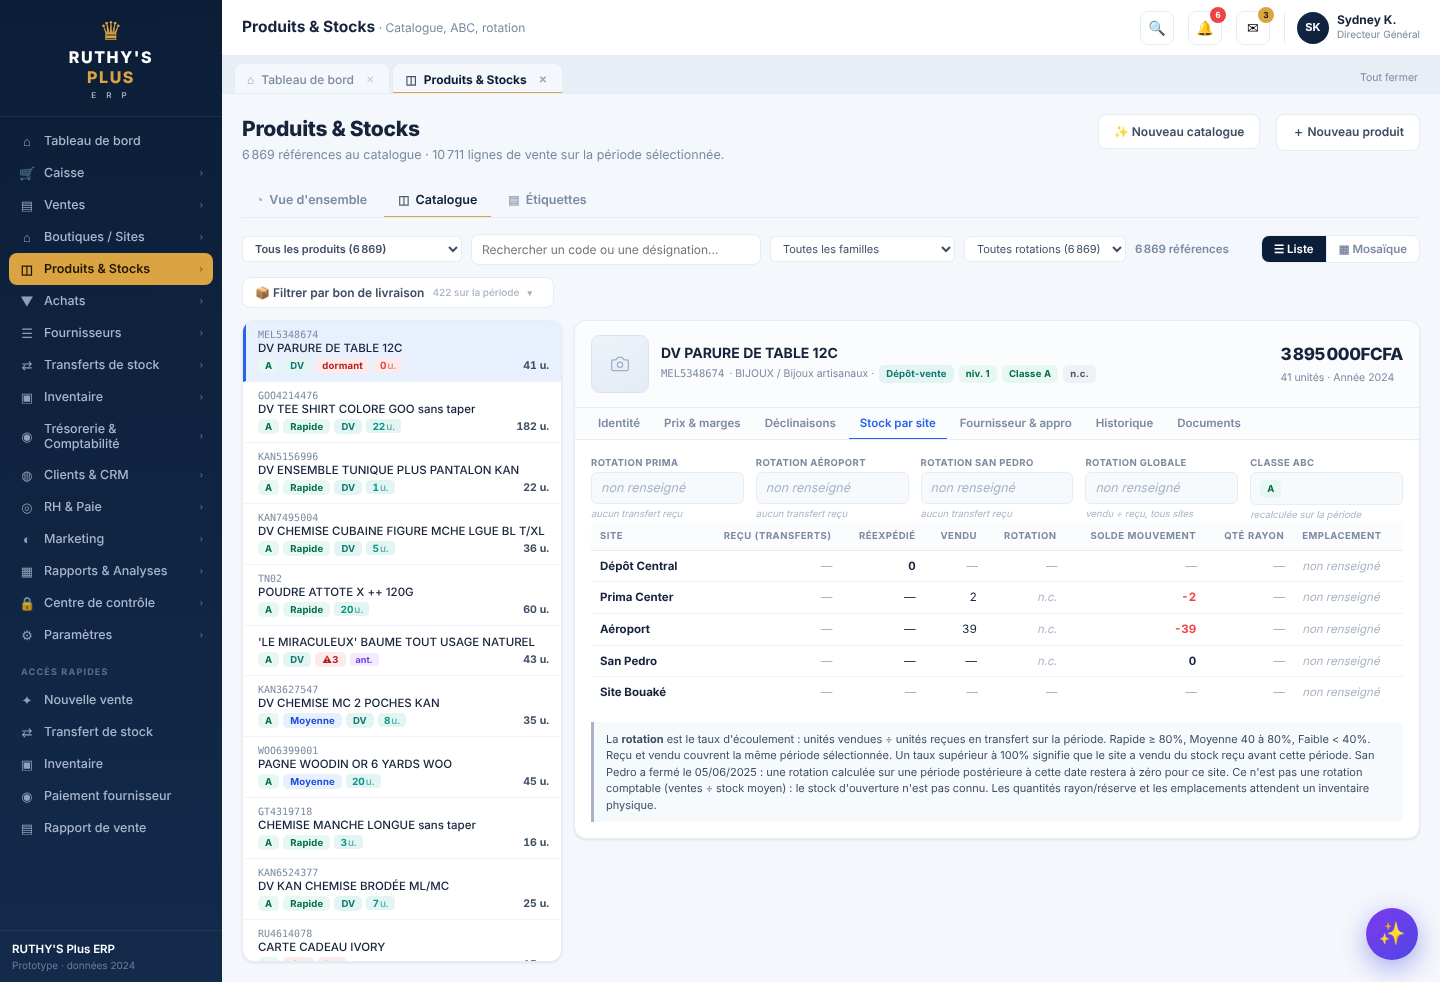 RUTHY'S
PLUS
E R P
Tableau de bord
Caisse
Ventes
Boutiques / Sites
Produits & Stocks
Achats
Fournisseurs
Transferts de stock
Inventaire
Trésorerie &
Comptabilité
Clients & CRM
RH & Paie
Marketing
Rapports & Analyses
Centre de contrôle
Paramètres
ACCÈS RAPIDES
Nouvelle vente
Transfert de stock
Inventaire
Paiement fournisseur
Rapport de vente
RUTHY'S Plus ERP
Prototype · données 2024
Produits & Stocks · Catalogue, ABC, rotation
6
3
SK
Sydney K.
Directeur Général
Tableau de bord ×
Produits & Stocks ×
Tout fermer
Produits & Stocks
6 869 références au catalogue · 10 711 lignes de vente sur la période sélectionnée.
✨ Nouveau catalogue
+ Nouveau produit
Vue d'ensemble
Catalogue
Étiquettes
Tous les produits (6 869)
Rechercher un code ou une désignation...
Toutes les familles
Toutes rotations (6 869)
6 869 références
☰ Liste
▦ Mosaïque
📦 Filtrer par bon de livraison 422 sur la période ▾
MEL5348674
DV PARURE DE TABLE 12C
A DV dormant 0 u. 41 u.
GOO4214476
DV TEE SHIRT COLORE GOO sans taper
A Rapide DV 22 u. 182 u.
KAN5156996
DV ENSEMBLE TUNIQUE PLUS PANTALON KAN
A Rapide DV 1 u. 22 u.
KAN7495004
DV CHEMISE CUBAINE FIGURE MCHE LGUE BL T/XL
A Rapide DV 5 u. 36 u.
TN02
POUDRE ATTOTE X ++ 120G
A Rapide 20 u. 60 u.
'LE MIRACULEUX' BAUME TOUT USAGE NATUREL
A DV ⚠3 ant. 43 u.
KAN3627547
DV CHEMISE MC 2 POCHES KAN
A Moyenne DV 8 u. 35 u.
WOO6399001
PAGNE WOODIN OR 6 YARDS WOO
A Moyenne 20 u. 45 u.
GT4319718
CHEMISE MANCHE LONGUE sans taper
A Rapide 3 u. 16 u.
KAN6524377
DV KAN CHEMISE BRODÉE ML/MC
A Rapide DV 7 u. 25 u.
RU4614078
CARTE CADEAU IVORY
DV PARURE DE TABLE 12C
MEL5348674 · BIJOUX / Bijoux artisanaux · Dépôt-vente niv. 1 Classe A n.c.
3 895 000 FCFA
41 unités · Année 2024
Identité
Prix & marges
Déclinaisons
Stock par site
Fournisseur & appro
Historique
Documents
ROTATION PRIMA ROTATION AÉROPORT ROTATION SAN PEDRO ROTATION GLOBALE CLASSE ABC
non renseigné non renseigné non renseigné non renseigné A
aucun transfert reçu aucun transfert reçu aucun transfert reçu vendu ÷ reçu, tous sites recalculée sur la période
SITE REÇU (TRANSFERTS) RÉEXPÉDIÉ VENDU ROTATION SOLDE MOUVEMENT QTÉ RAYON EMPLACEMENT
Dépôt Central — 0 — — — — non renseigné
Prima Center — — 2 n.c. -2 — non renseigné
Aéroport — — 39 n.c. -39 — non renseigné
San Pedro — — — n.c. 0 — non renseigné
Site Bouaké — — — — — — non renseigné
La rotation est le taux d'écoulement : unités vendues ÷ unités reçues en transfert sur la période. Rapide ≥ 80%, Moyenne 40 à 80%, Faible < 40%.
Reçu et vendu couvrent la même période sélectionnée. Un taux supérieur à 100% signifie que le site a vendu du stock reçu avant cette période. San
Pedro a fermé le 05/06/2025 : une rotation calculée sur une période postérieure à cette date restera à zéro pour ce site. Ce n'est pas une rotation
comptable (ventes ÷ stock moyen) : le stock d'ouverture n'est pas connu. Les quantités rayon/réserve et les emplacements attendent un inventaire
physique.